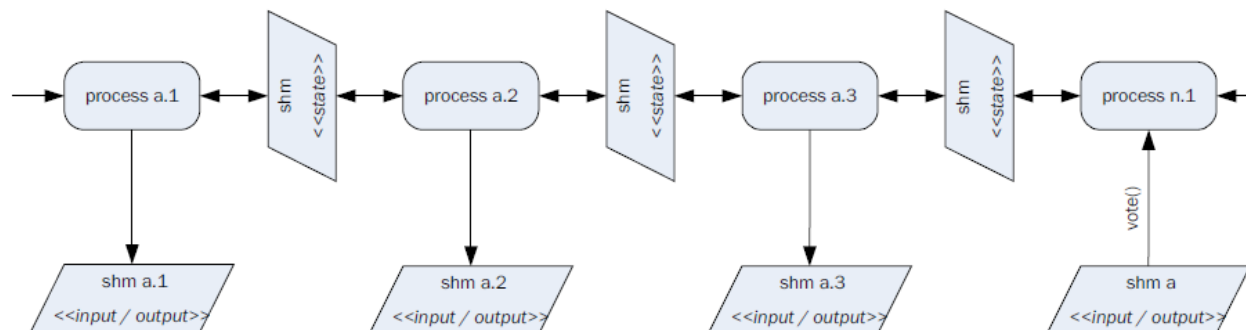 process a.1
shm
<<state>>
process a.2
shm
<<state>>
process a.3
shm
<<state>>
process n.1
vote()
shm a.1
<<input / output>>
shm a.2
<<input / output>>
shm a.3
<<input / output>>
shm a
<<input / output>>